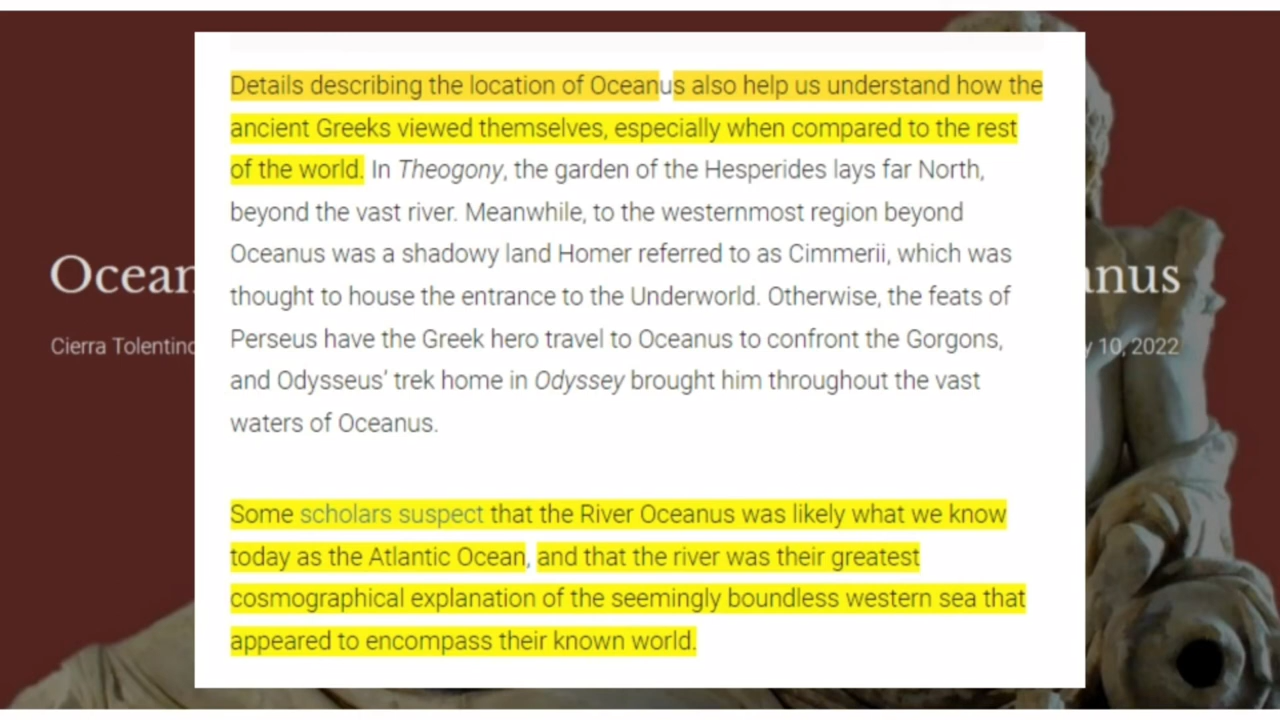 Details describing the location of Oceanus also help us understand how the
ancient Greeks viewed themselves, especially when compared to the rest
of the world. In Theogony, the garden of the Hesperides lays far North,
beyond the vast river. Meanwhile, to the westernmost region beyond
Oceanus was a shadowy land Homer referred to as Cimmerii, which was
thought to house the entrance to the Underworld. Otherwise, the feats of
Perseus have the Greek hero travel to Oceanus to confront the Gorgons,
and Odysseus’ trek home in Odyssey brought him throughout the vast
waters of Oceanus.
Some scholars suspect that the River Oceanus was likely what we know
today as the Atlantic Ocean, and that the river was their greatest
cosmographical explanation of the seemingly boundless western sea that
appeared to encompass their known world.
Ocean
anus
Cierra Tolentino
y 10, 2022